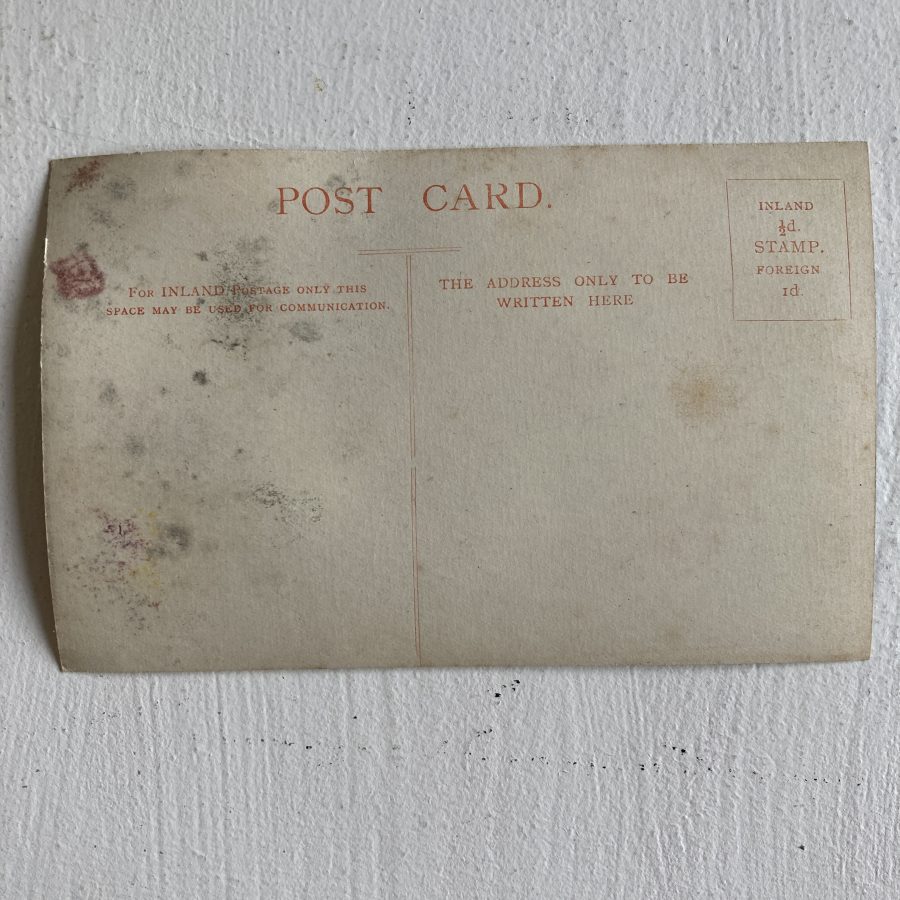 POST CARD.
FOR INLAND POSTAGE ONLY THIS
SPACE MAY BE USED FOR COMMUNICATION.
THE ADDRESS ONLY TO BE
WRITTEN HERE
INLAND
½d.
STAMP.
FOREIGN
1d.